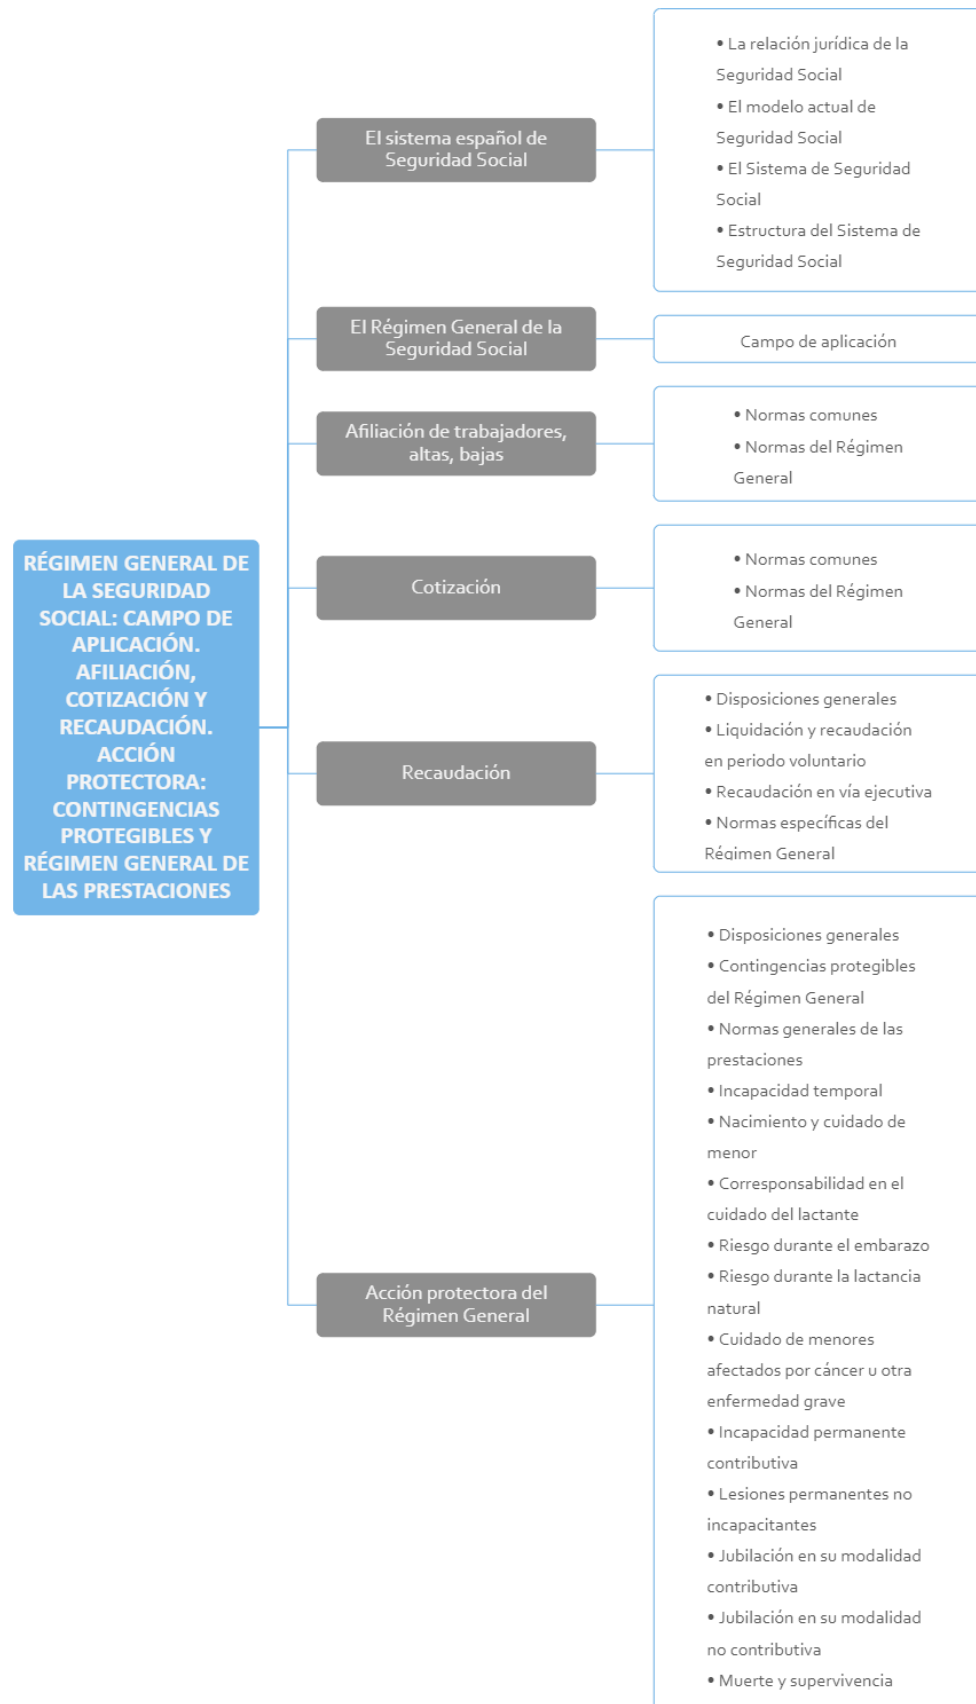 RÉGIMEN GENERAL DE
LA SEGURIDAD
SOCIAL: CAMPO DE
APLICACIÓN.
AFILIACIÓN,
COTIZACIÓN Y
RECAUDACIÓN.
ACCIÓN
PROTECTORA:
CONTINGENCIAS
PROTEGIBLES Y
RÉGIMEN GENERAL DE
LAS PRESTACIONES
El sistema español de
Seguridad Social
• La relación jurídica de la
Seguridad Social
• El modelo actual de
Seguridad Social
• El Sistema de Seguridad
Social
• Estructura del Sistema de
Seguridad Social
El Régimen General de la
Seguridad Social
Campo de aplicación
Afiliación de trabajadores,
altas, bajas
• Normas comunes
• Normas del Régimen
General
Cotización
• Normas comunes
• Normas del Régimen
General
Recaudación
• Disposiciones generales
• Liquidación y recaudación
en periodo voluntario
• Recaudación en vía ejecutiva
• Normas específicas del
Régimen General
Acción protectora del
Régimen General
• Disposiciones generales
• Contingencias protegibles
del Régimen General
• Normas generales de las
prestaciones
• Incapacidad temporal
• Nacimiento y cuidado de
menor
• Corresponsabilidad en el
cuidado del lactante
• Riesgo durante el embarazo
• Riesgo durante la lactancia
natural
• Cuidado de menores
afectados por cáncer u otra
enfermedad grave
• Incapacidad permanente
contributiva
• Lesiones permanentes no
incapacitantes
• Jubilación en su modalidad
contributiva
• Jubilación en su modalidad
no contributiva
• Muerte y supervivencia